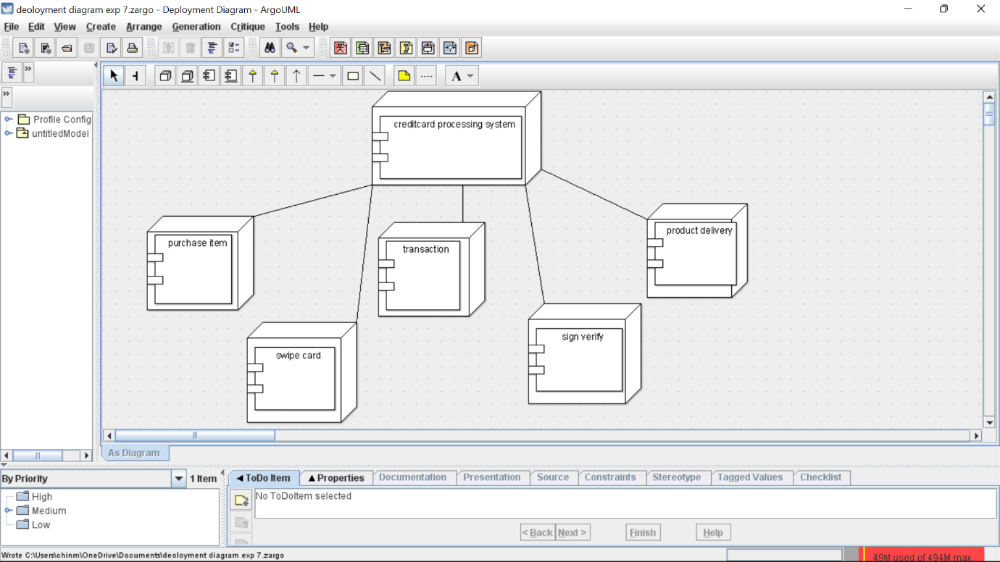 deoloyment diagram exp 7.zargo - Deployment Diagram - ArgoUML
File Edit View Create Arrange Generation Critique Tools Help
A
Profile Config
untitledModel
creditcard processing system
purchase item
transaction
product delivery
swipe card
sign verify
As Diagram
By Priority
1 Item
High
Medium
Low
ToDo Item Properties Documentation Presentation Source Constraints Stereotype Tagged Values Checklist
No ToDoItem selected
< Back Next > Finish Help
Wrote C:\Users\chinm\OneDrive\Documents\deoloyment diagram exp 7.zargo
49M used of 494M max